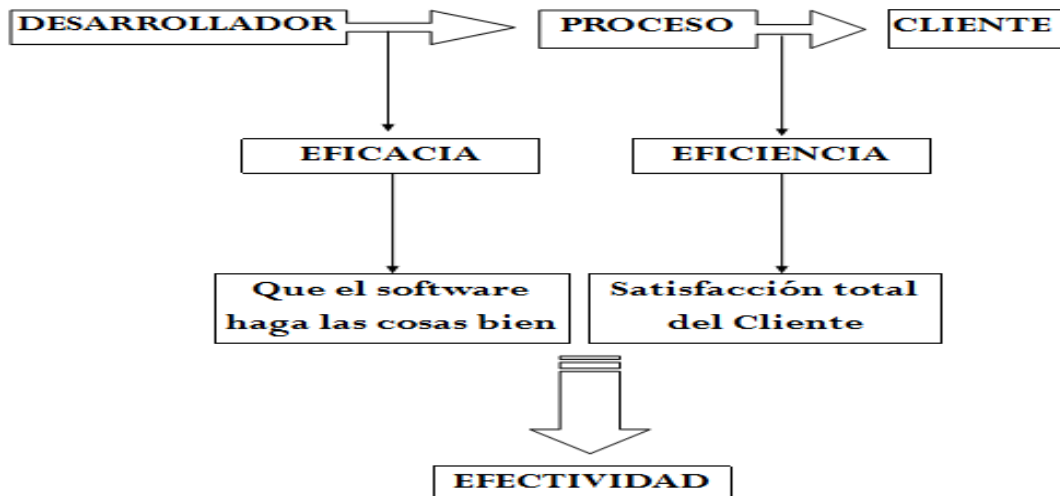 DESARROLLADOR
PROCESO
CLIENTE
EFICACIA
EFICIENCIA
Que el software
haga las cosas bien
Satisfacción total
del Cliente
EFECTIVIDAD